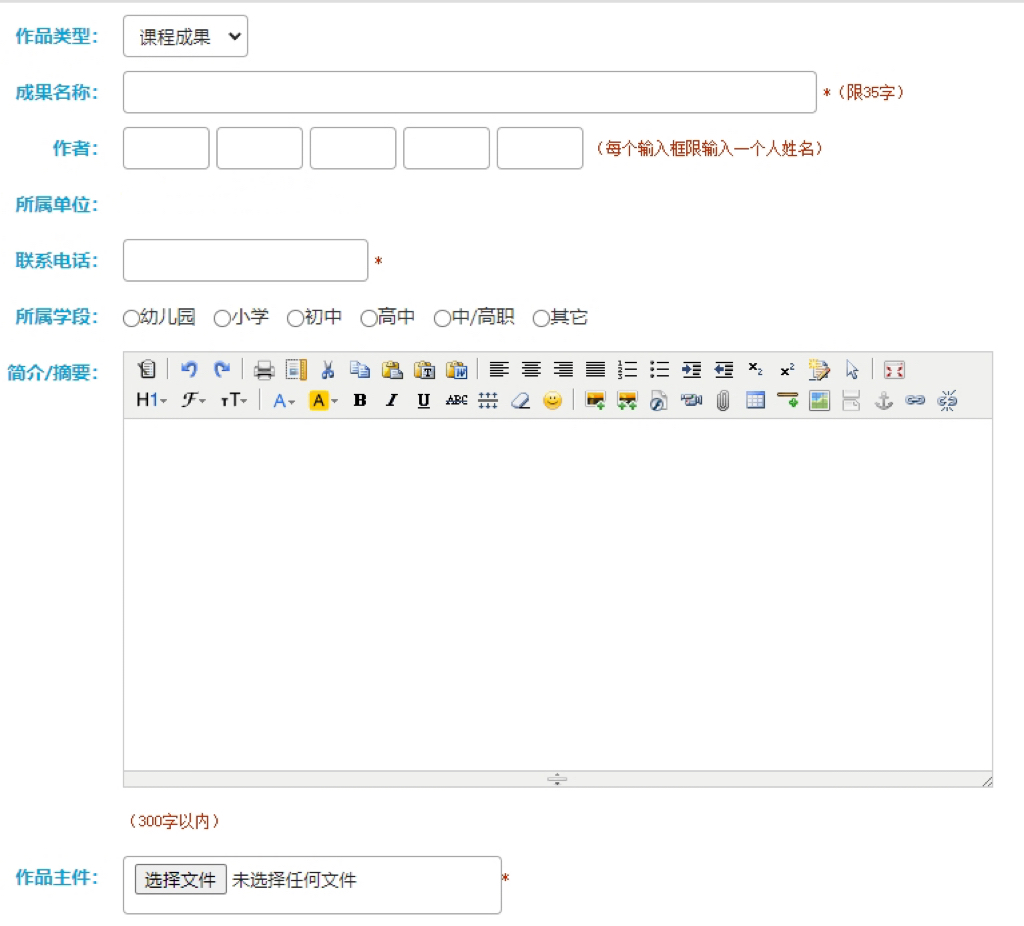 作品类型： 课程成果
成果名称： *（限35字）
作者： （每个输入框限输入一个人姓名）
所属单位：
联系电话： *
所属学段： 幼儿园 小学 初中 高中 中/高职 其它
简介/摘要：
H1 F тT A A B I U ABC
（300字以内）
作品主件： 选择文件 未选择任何文件 *